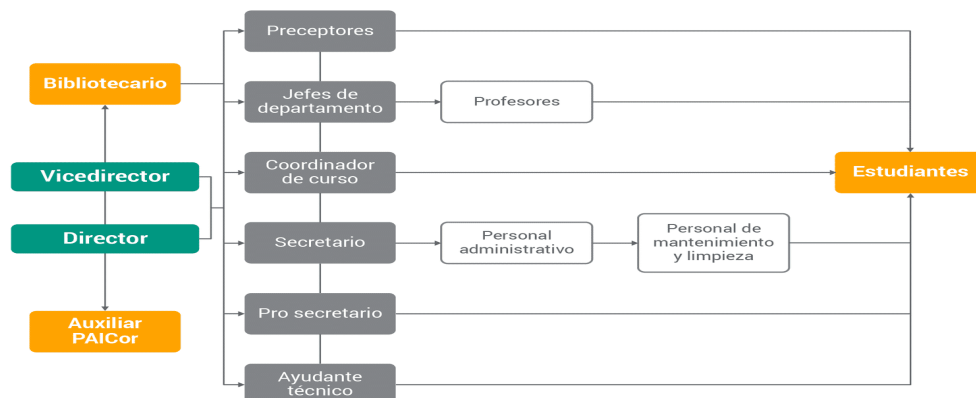 Preceptores
Bibliotecario
Jefes de
departamento
Profesores
Vicedirector
Coordinador
de curso
Estudiantes
Director
Secretario
Personal
administrativo
Personal de
mantenimiento
y limpieza
Auxiliar
PAICor
Pro secretario
Ayudante
técnico